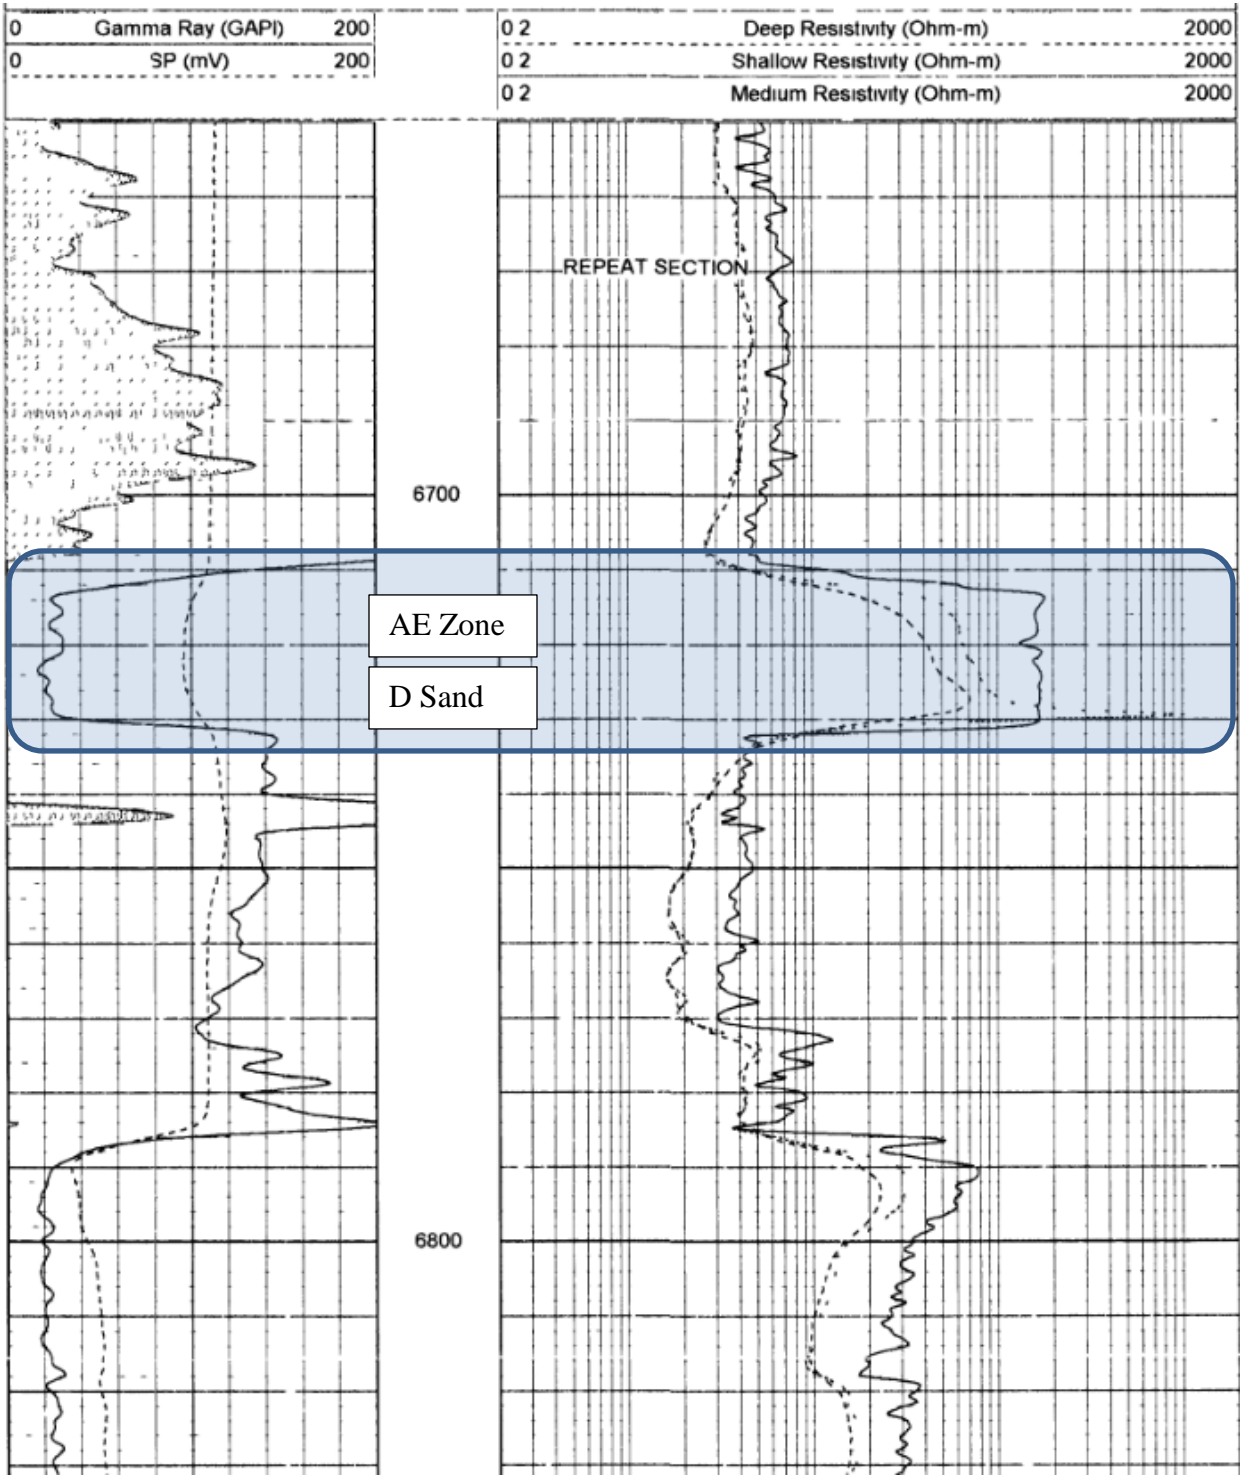 0 Gamma Ray (GAPI) 200
0 SP (mV) 200
0 2 Deep Resistivity (Ohm-m) 2000
0 2 Shallow Resistivity (Ohm-m) 2000
0 2 Medium Resistivity (Ohm-m) 2000
REPEAT SECTION
6700
AE Zone
D Sand
6800